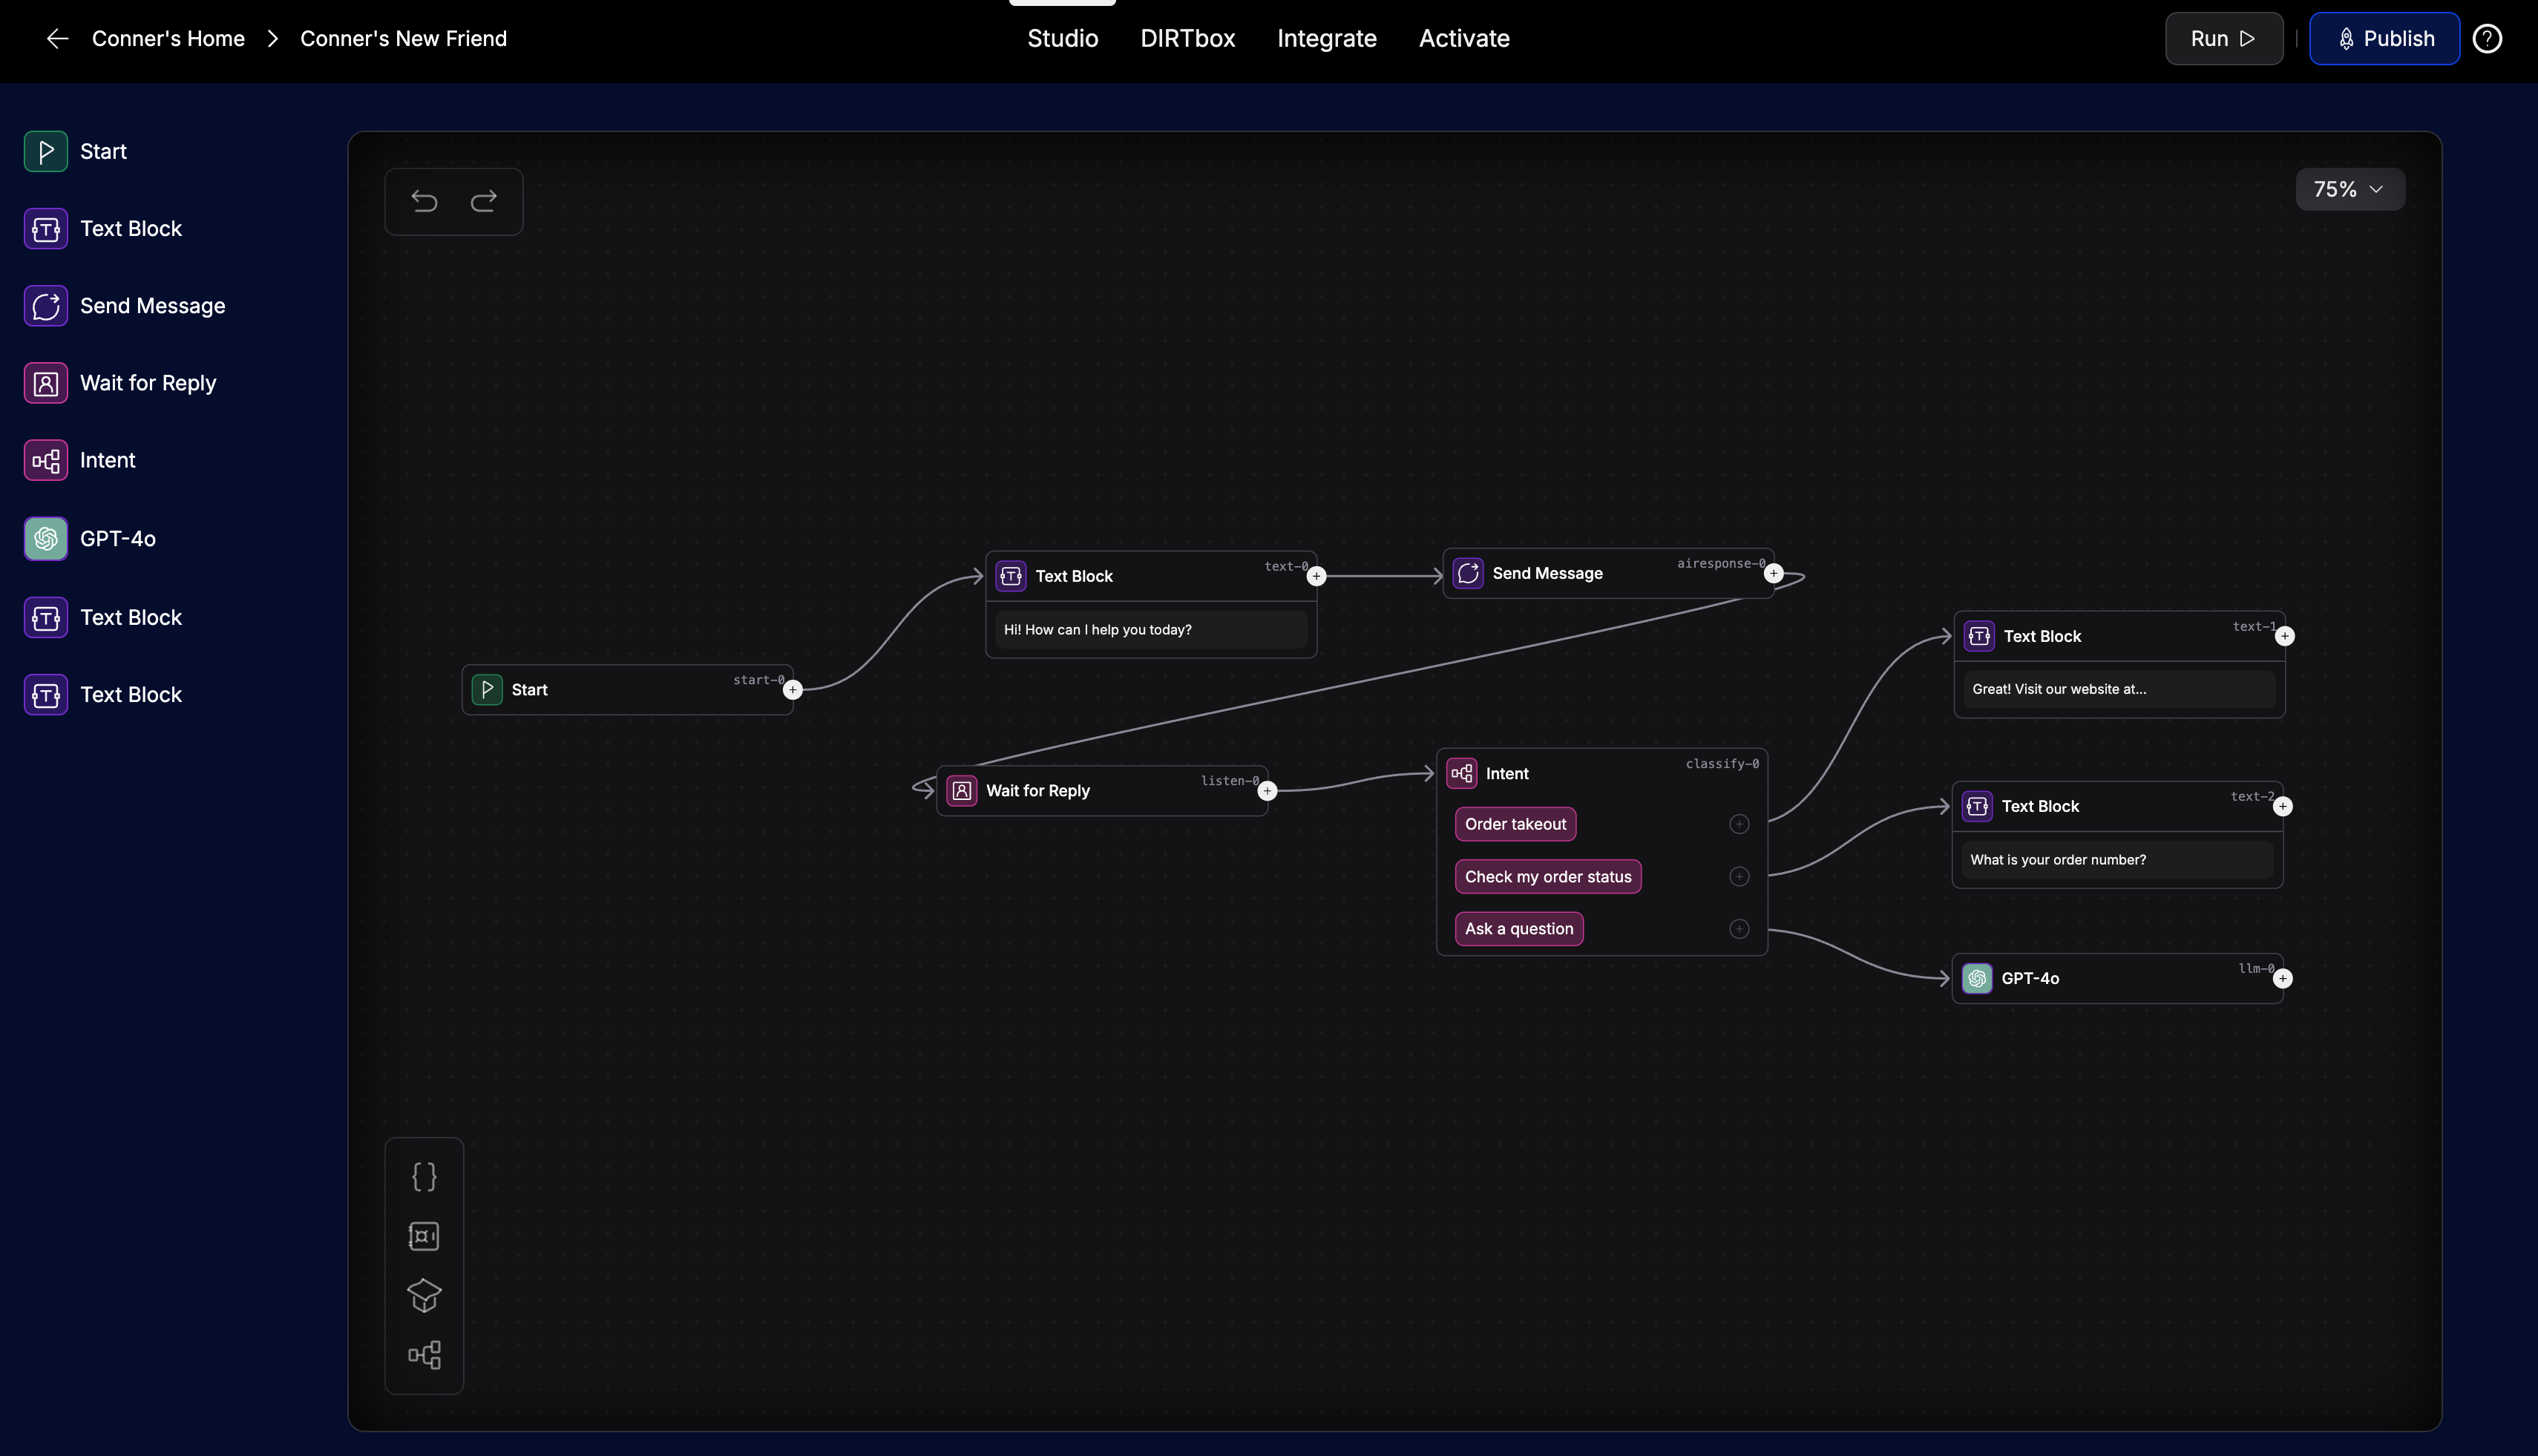 Conner's Home
Conner's New Friend
Studio
DIRTbox
Integrate
Activate
Run
Publish
Start
Text Block
Send Message
Wait for Reply
Intent
GPT-4o
Text Block
Text Block
75%
Start
start-0
Text Block
text-0
Hi! How can I help you today?
Send Message
airesponse-0
Wait for Reply
listen-0
Intent
classify-0
Order takeout
Check my order status
Ask a question
Text Block
text-1
Great! Visit our website at...
Text Block
text-2
What is your order number?
GPT-4o
llm-0